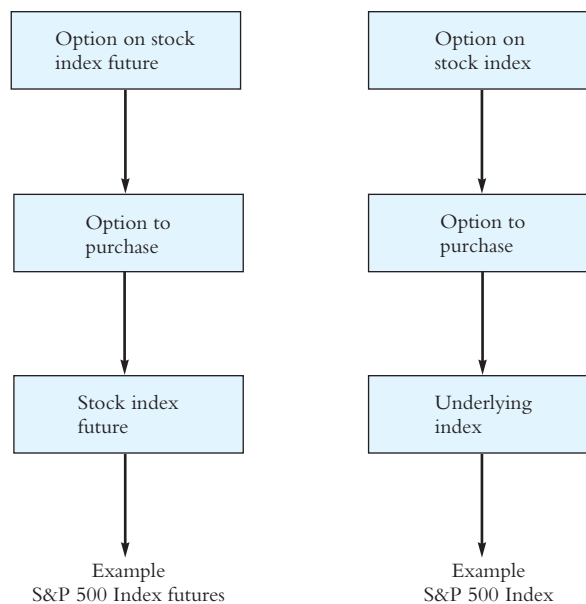 Option on stock
index future
Option to
purchase
Stock index
future
Example
S&P 500 Index futures
Option on
stock index
Option to
purchase
Underlying
index
Example
S&P 500 Index